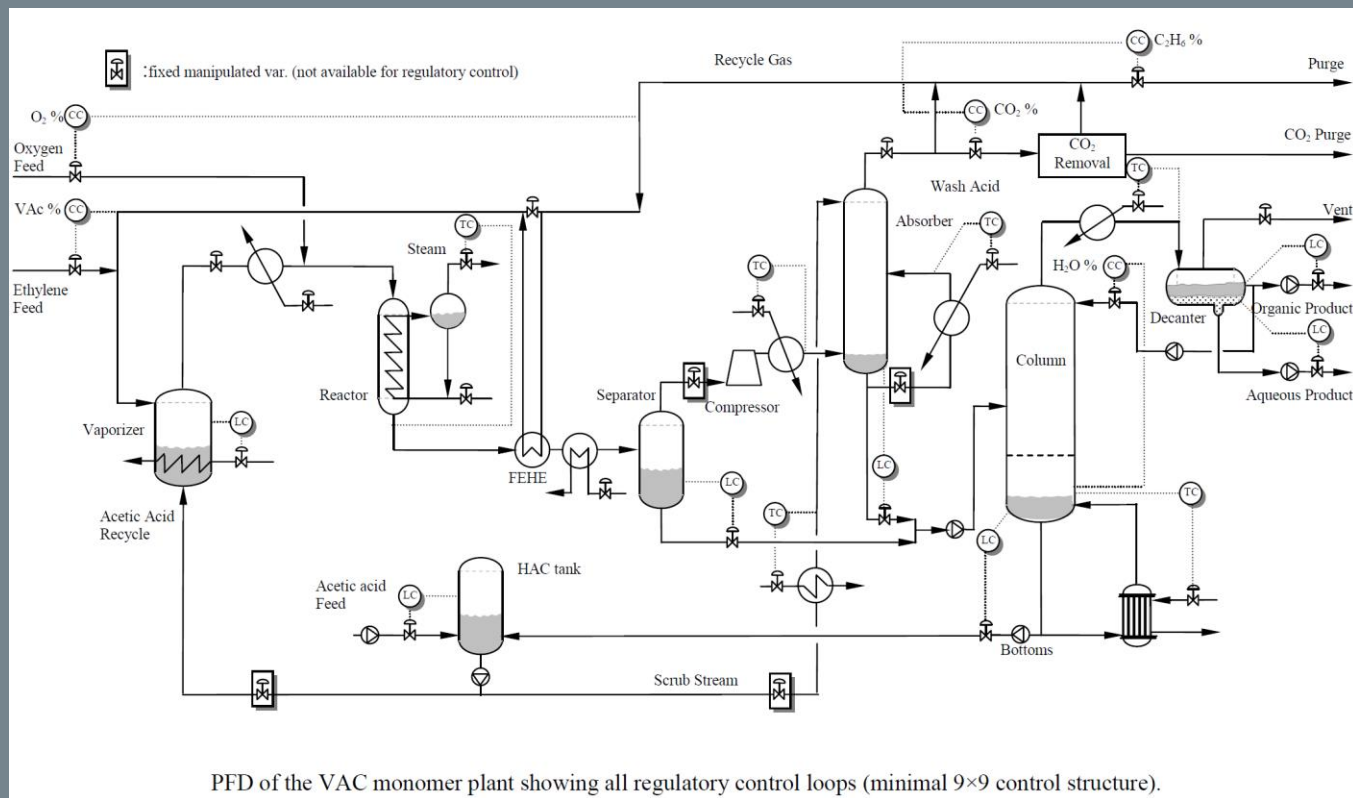 CC
C₂H₆ %
:fixed manipulated var. (not available for regulatory control)
Recycle Gas
Purge
O₂ %
CC
CC
CO₂ %
Oxygen
Feed
CO₂
Removal
CO₂ Purge
TC
Wash Acid
VAc %
CC
Absorber
TC
Vent
TC
Steam
LC
H₂O %
CC
TC
Ethylene
Feed
Organic Product
Decanter
LC
Column
Reactor
Separator
Compressor
Aqueous Product
Vaporizer
LC
FEHE
LC
LC
TC
TC
Acetic Acid
Recycle
LC
HAC tank
Acetic acid
Feed
LC
Bottoms
Scrub Stream
PFD of the VAC monomer plant showing all regulatory control loops (minimal 9×9 control structure).